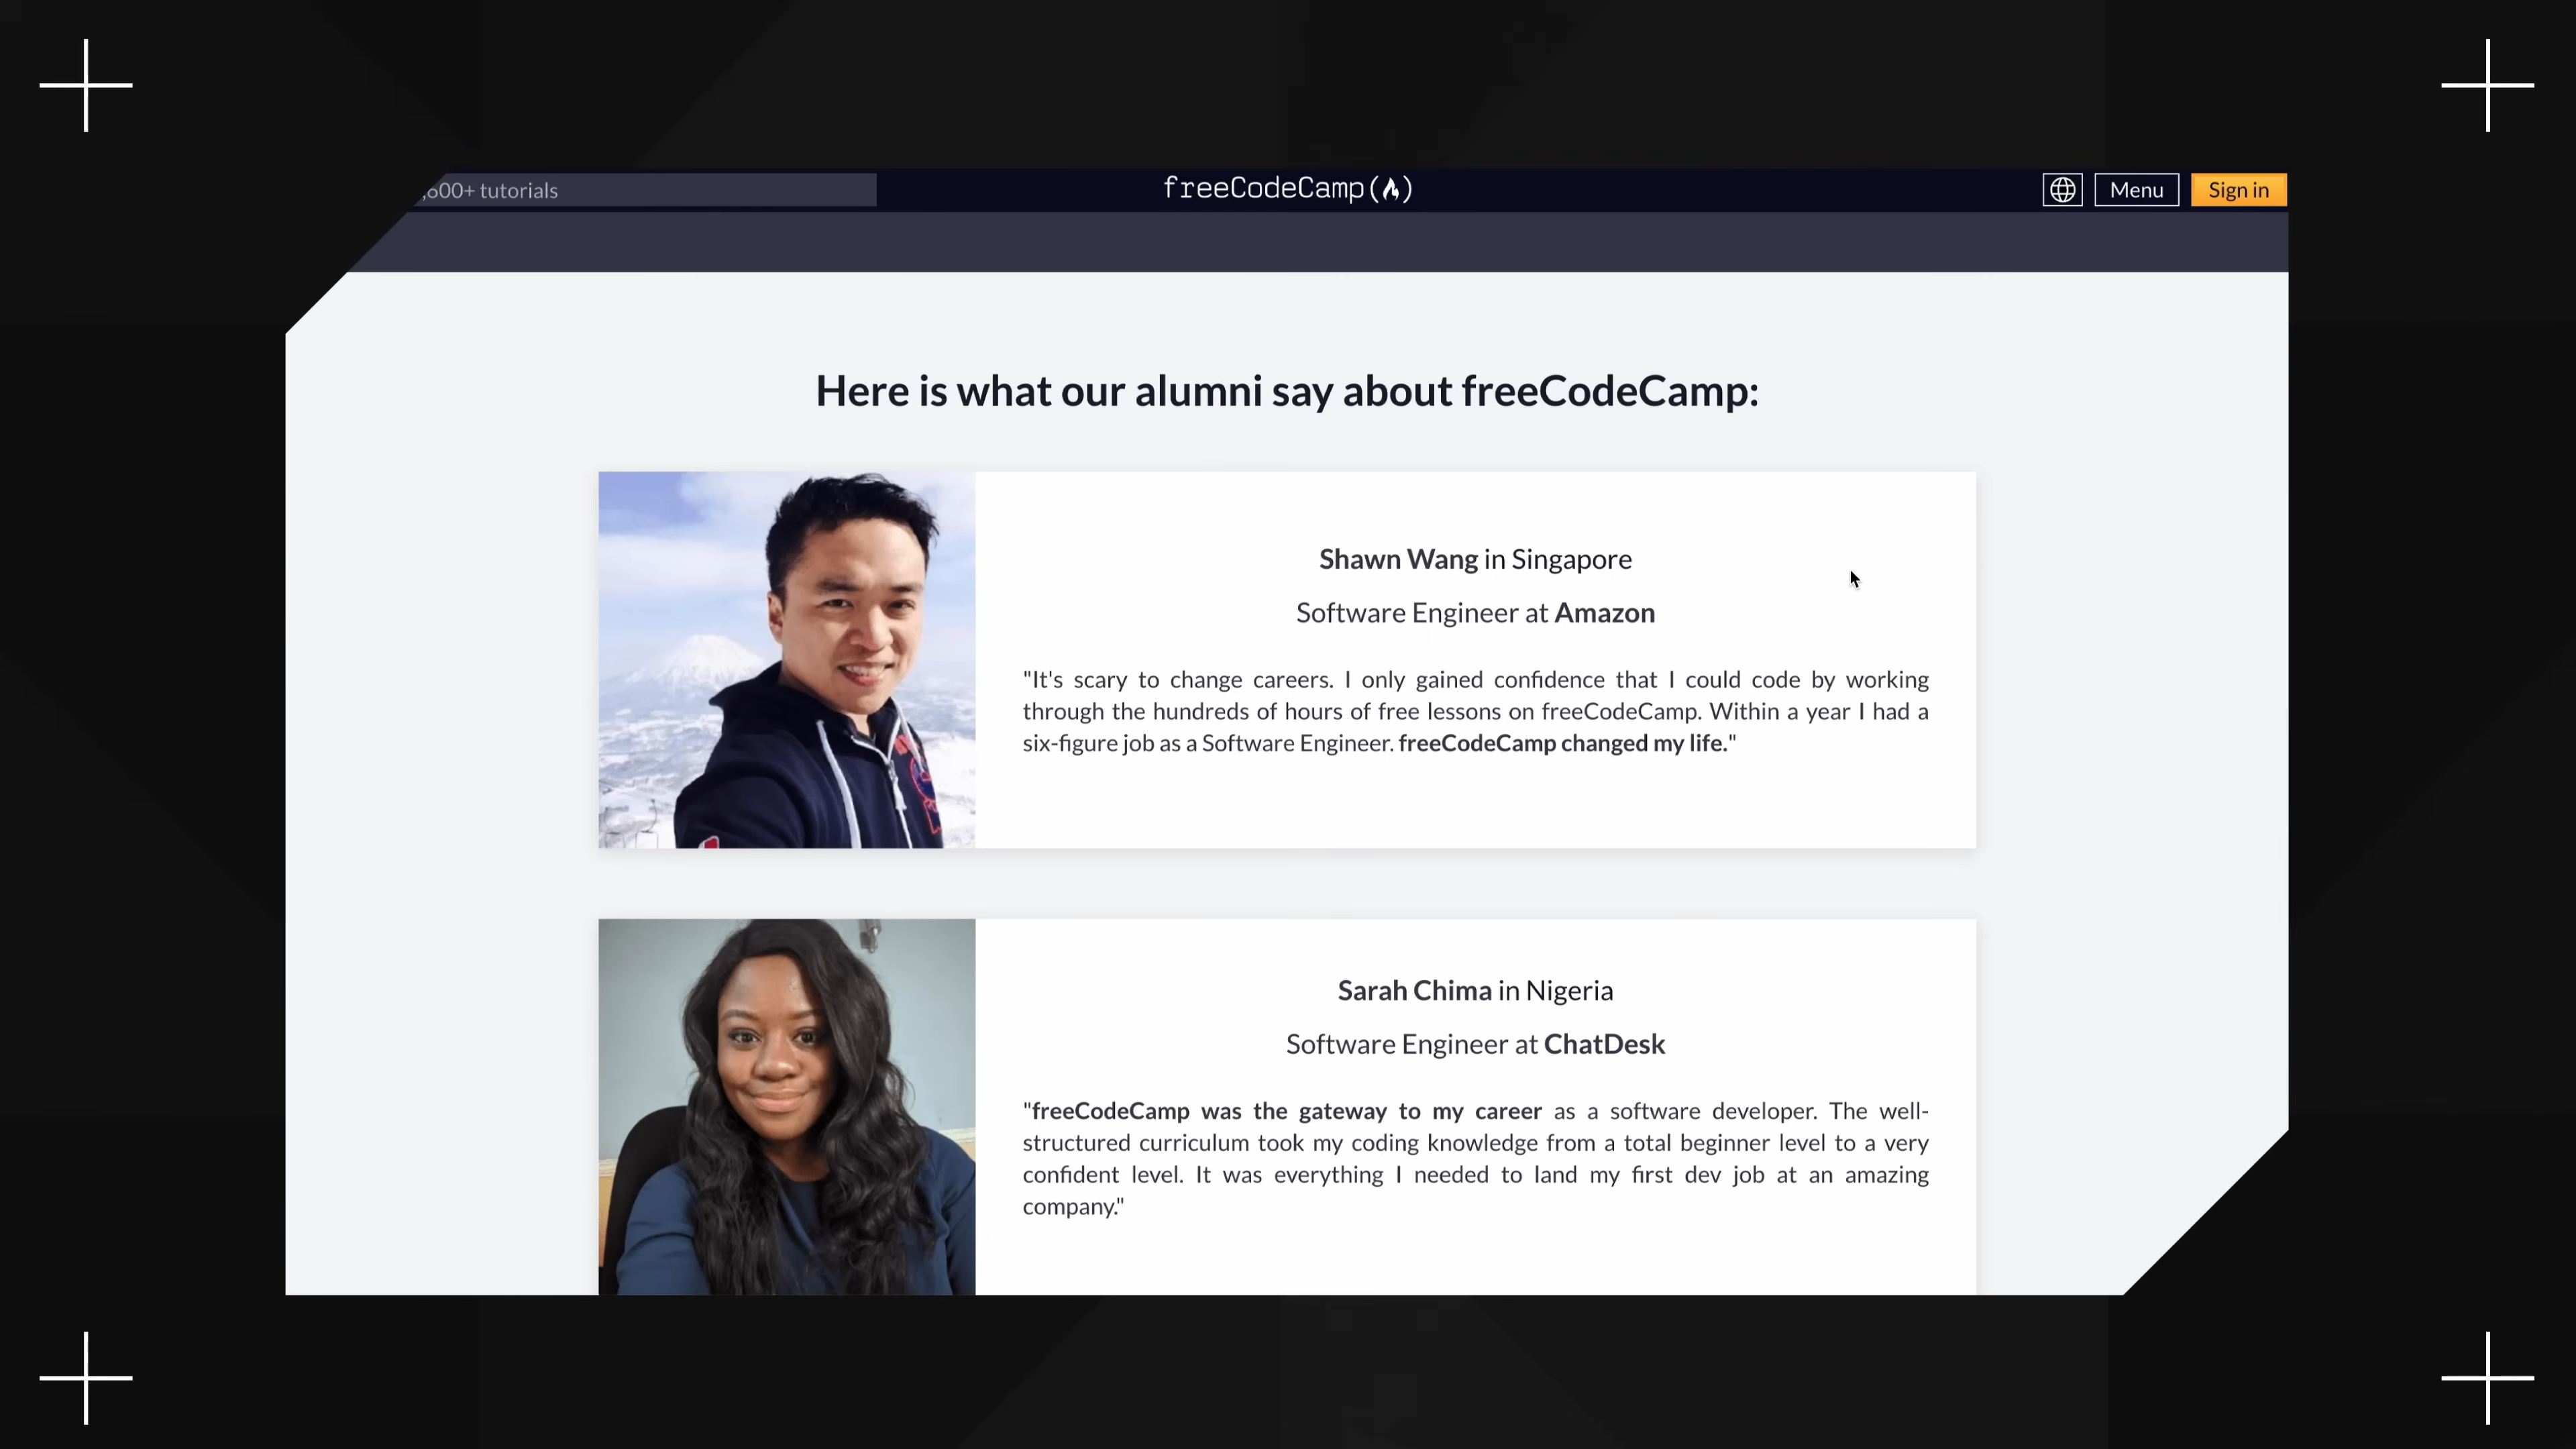 600+ tutorials
freeCodeCamp
Menu
Sign in
Here is what our alumni say about freeCodeCamp:
Shawn Wang in Singapore
Software Engineer at Amazon
"It's scary to change careers. I only gained confidence that I could code by working
through the hundreds of hours of free lessons on freeCodeCamp. Within a year I had a
six-figure job as a Software Engineer. freeCodeCamp changed my life."
Sarah Chima in Nigeria
Software Engineer at ChatDesk
"freeCodeCamp was the gateway to my career as a software developer. The well-
structured curriculum took my coding knowledge from a total beginner level to a very
confident level. It was everything I needed to land my first dev job at an amazing
company."